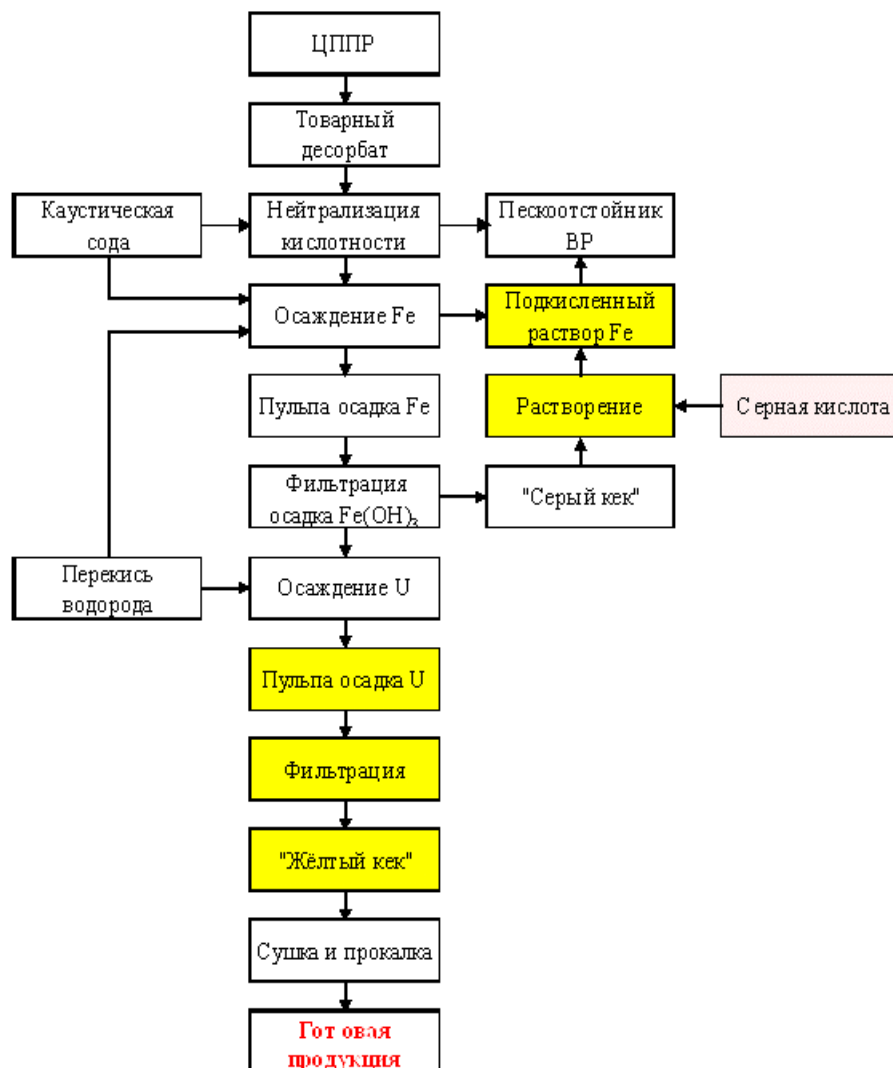 ЦППР
Товарный
десорбат
Каустическая
сода
Нейтрализация
кислотности
Пескоотстойник
ВР
Осаждение Fe
Подкисленный
раствор Fe
Пульпа осадка Fe
Растворение
Серная кислота
Фильтрация
осадка Fe(OH)₃
"Серый кек"
Перекись
водорода
Осаждение U
Пульпа осадка U
Фильтрация
"Жёлтый кек"
Сушка и прокалка
Готовая
продукция